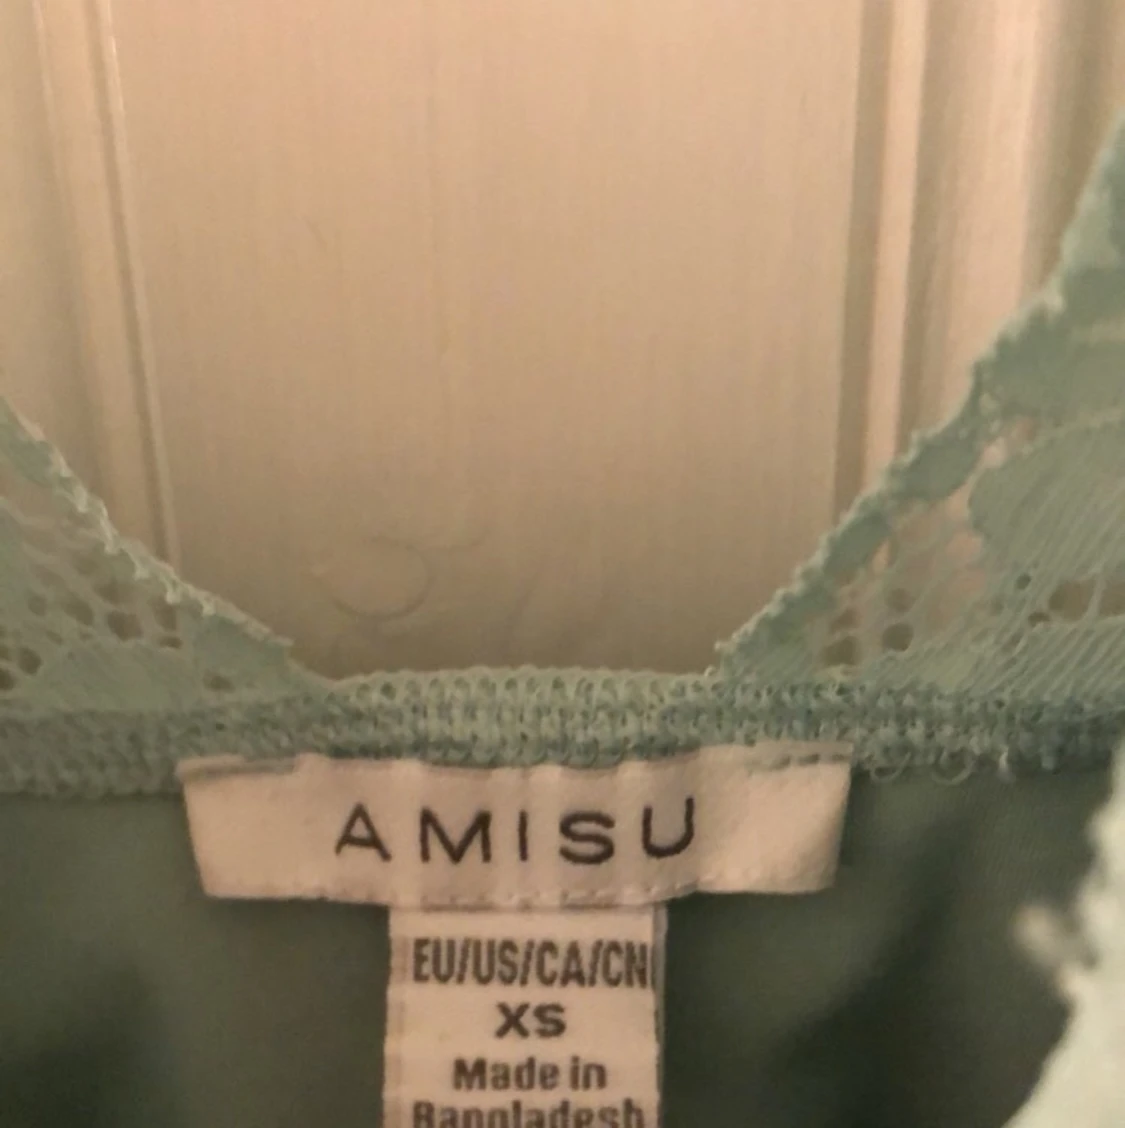 AMISU
EU/US/CA/CN
XS
Made in
Bangladesh